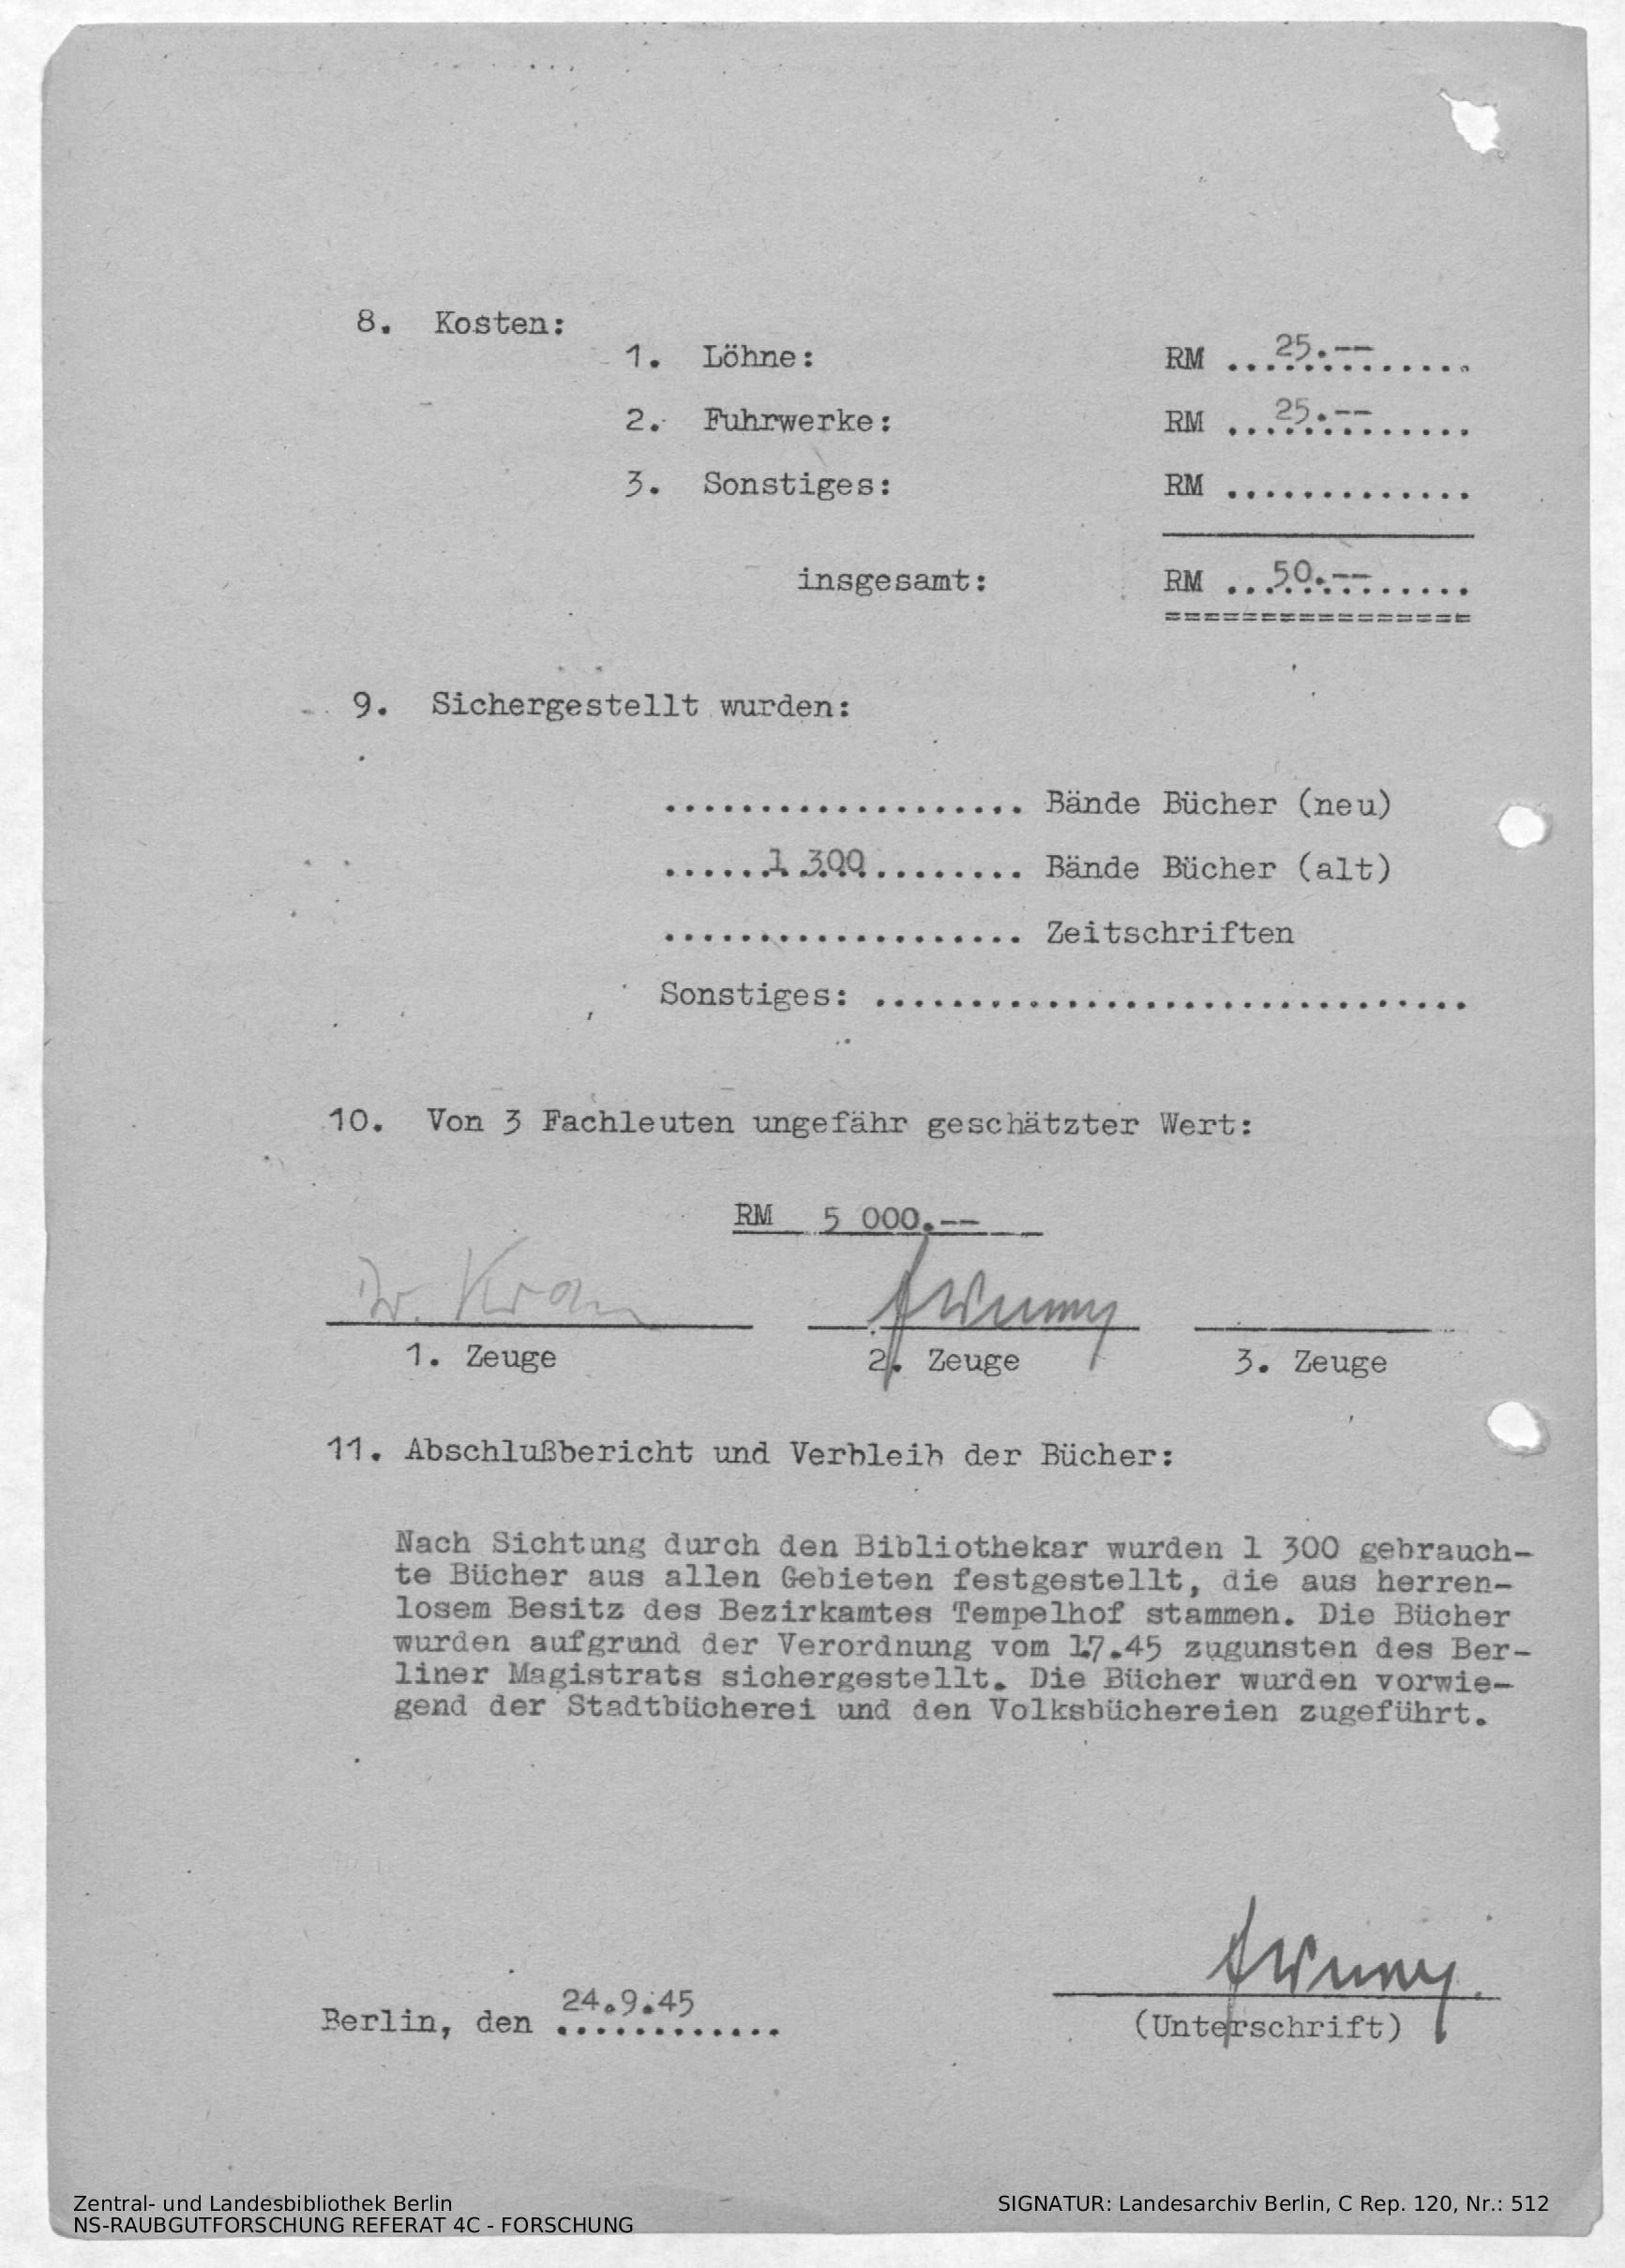 8. Kosten:
1. Löhne: RM ...25.--..........
2. Fuhrwerke: RM ...25.--..........
3. Sonstiges: RM .............
insgesamt: RM ...50.--..........
================
9. Sichergestellt wurden:
................... Bände Bücher (neu)
......1 300......... Bände Bücher (alt)
................... Zeitschriften
Sonstiges: ...............................
10. Von 3 Fachleuten ungefähr geschätzter Wert:
RM 5 000.--
Dr. 
1. Zeuge 2. Zeuge 3. Zeuge
11. Abschlußbericht und Verbleib der Bücher:
Nach Sichtung durch den Bibliothekar wurden 1 300 gebrauch-
te Bücher aus allen Gebieten festgestellt, die aus herren-
losem Besitz des Bezirkamtes Tempelhof stammen. Die Bücher
wurden aufgrund der Verordnung vom 1.7.45 zugunsten des Ber-
liner Magistrats sichergestellt. Die Bücher wurden vorwie-
gend der Stadtbücherei und den Volksbüchereien zugeführt.
Berlin, den 24.9.45
(Unterschrift)
Zentral- und Landesbibliothek Berlin
NS-RAUBGUTFORSCHUNG REFERAT 4C - FORSCHUNG
SIGNATUR: Landesarchiv Berlin, C Rep. 120, Nr.: 512